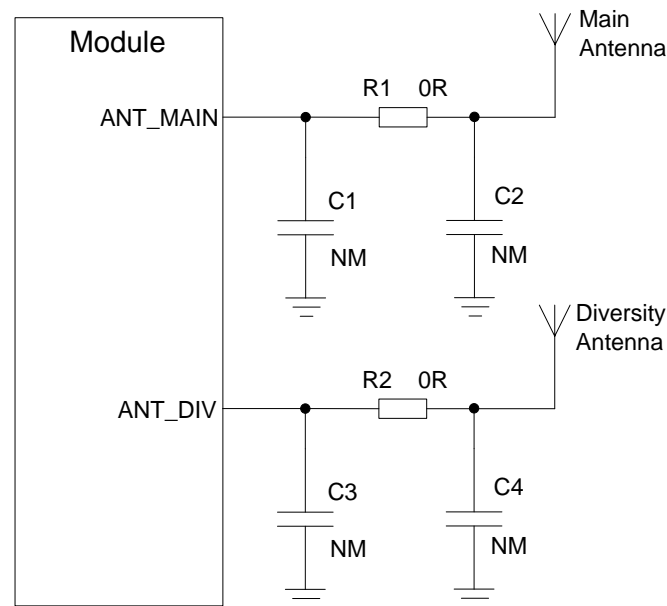 Module
Main
Antenna
R1 0R
ANT_MAIN
C1
C2
NM
NM
Diversity
Antenna
R2 0R
ANT_DIV
C3
C4
NM
NM